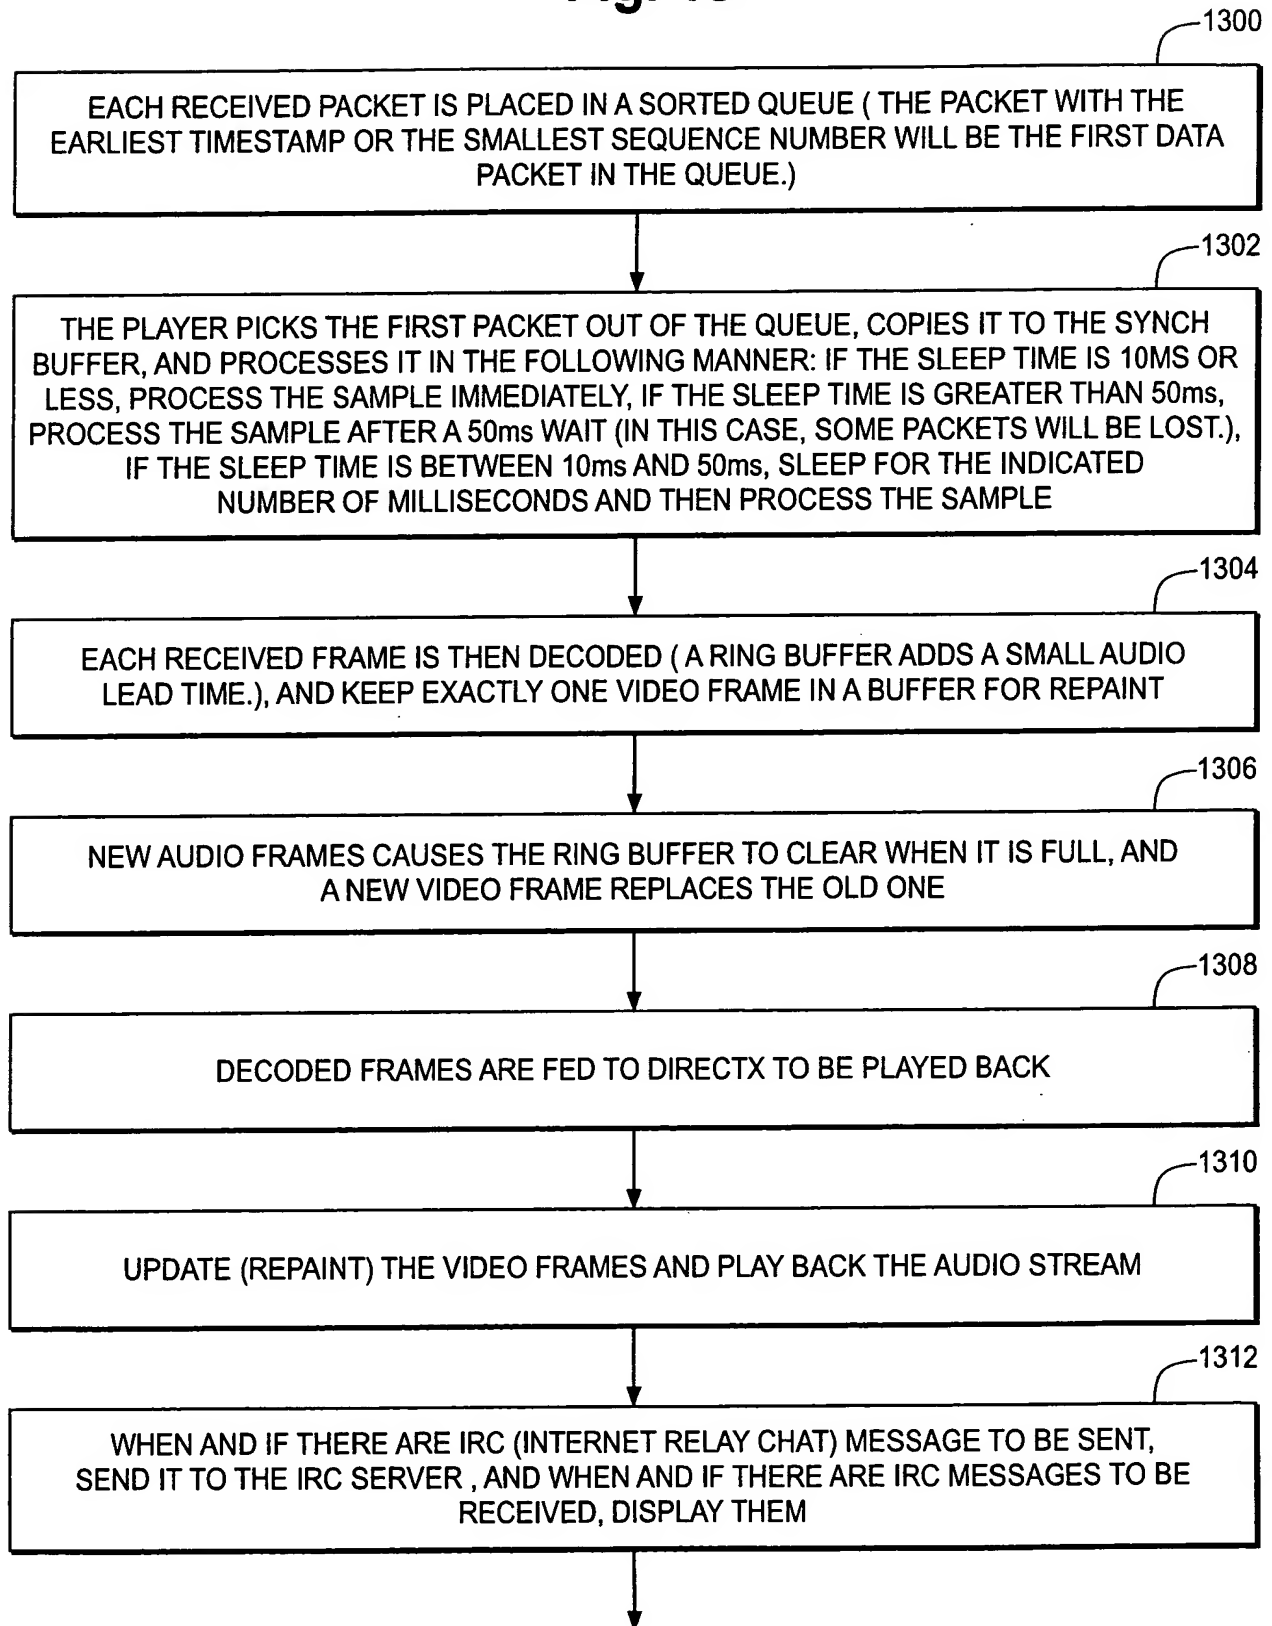 1300
EACH RECEIVED PACKET IS PLACED IN A SORTED QUEUE ( THE PACKET WITH THE
EARLIEST TIMESTAMP OR THE SMALLEST SEQUENCE NUMBER WILL BE THE FIRST DATA
PACKET IN THE QUEUE.)
1302
THE PLAYER PICKS THE FIRST PACKET OUT OF THE QUEUE, COPIES IT TO THE SYNCH
BUFFER, AND PROCESSES IT IN THE FOLLOWING MANNER: IF THE SLEEP TIME IS 10MS OR
LESS, PROCESS THE SAMPLE IMMEDIATELY, IF THE SLEEP TIME IS GREATER THAN 50ms,
PROCESS THE SAMPLE AFTER A 50ms WAIT (IN THIS CASE, SOME PACKETS WILL BE LOST.),
IF THE SLEEP TIME IS BETWEEN 10ms AND 50ms, SLEEP FOR THE INDICATED
NUMBER OF MILLISECONDS AND THEN PROCESS THE SAMPLE
1304
EACH RECEIVED FRAME IS THEN DECODED ( A RING BUFFER ADDS A SMALL AUDIO
LEAD TIME.), AND KEEP EXACTLY ONE VIDEO FRAME IN A BUFFER FOR REPAINT
1306
NEW AUDIO FRAMES CAUSES THE RING BUFFER TO CLEAR WHEN IT IS FULL, AND
A NEW VIDEO FRAME REPLACES THE OLD ONE
1308
DECODED FRAMES ARE FED TO DIRECTX TO BE PLAYED BACK
1310
UPDATE (REPAINT) THE VIDEO FRAMES AND PLAY BACK THE AUDIO STREAM
1312
WHEN AND IF THERE ARE IRC (INTERNET RELAY CHAT) MESSAGE TO BE SENT,
SEND IT TO THE IRC SERVER , AND WHEN AND IF THERE ARE IRC MESSAGES TO BE
RECEIVED, DISPLAY THEM